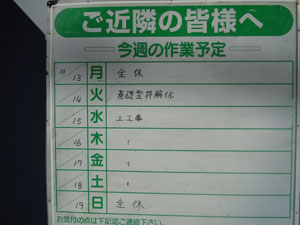 ご近隣の皆様へ
今週の作業予定
10/13 月 全休
14 火 基礎型枠解体
15 水 土工事
16 木 〃
17 金 〃
18 土 〃
19 日 全休
お気付の点は下記迄ご連絡下さい。